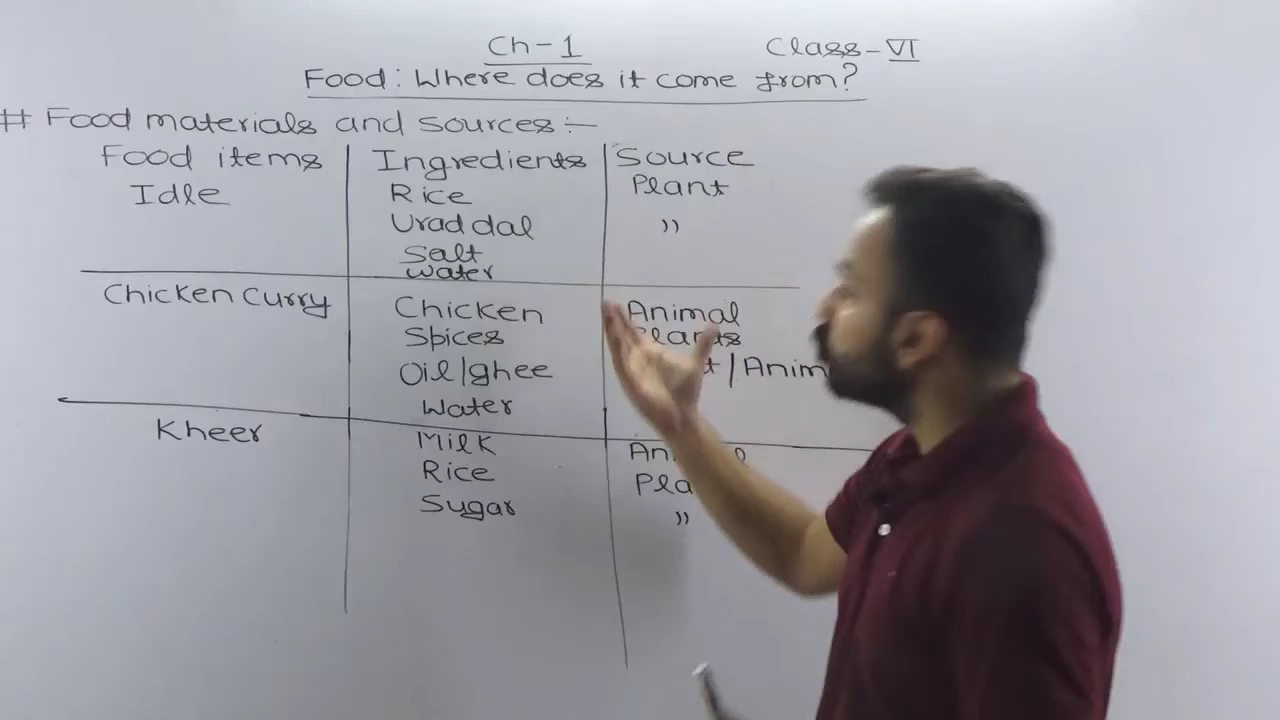 Ch-1 Class-VI
Food: Where does it come from?
# Food materials and sources:-
Food items Ingredients Source
Idle Rice Plant
Urad dal ,,
Salt
Water
Chicken Curry Chicken Animal
Spices Plants
Oil/ghee /
Water
Kheer Milk
Rice
Sugar ,,